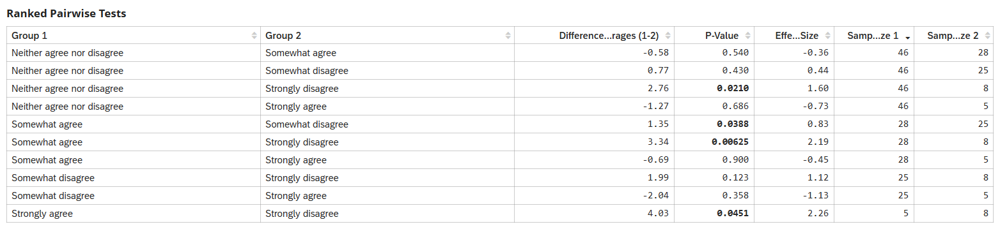 Ranked Pairwise Tests
Group 1 Group 2 Difference...rages (1-2) P-Value Effe...Size Samp...ze 1 Samp...ze 2
Neither agree nor disagree Somewhat agree -0.58 0.540 -0.36 46 28
Neither agree nor disagree Somewhat disagree 0.77 0.430 0.44 46 25
Neither agree nor disagree Strongly disagree 2.76 0.0210 1.60 46 8
Neither agree nor disagree Strongly agree -1.27 0.686 -0.73 46 5
Somewhat agree Somewhat disagree 1.35 0.0388 0.83 28 25
Somewhat agree Strongly disagree 3.34 0.00625 2.19 28 8
Somewhat agree Strongly agree -0.69 0.900 -0.45 28 5
Somewhat disagree Strongly disagree 1.99 0.123 1.12 25 8
Somewhat disagree Strongly agree -2.04 0.358 -1.13 25 5
Strongly agree Strongly disagree 4.03 0.0451 2.26 5 8